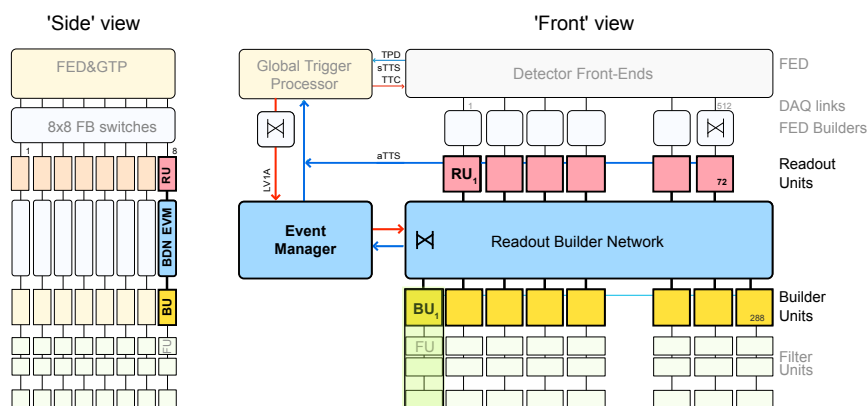 'Side' view
'Front' view
FED&GTP
8x8 FB switches
1
8
RU
BDN EVM
BU
FU
Global Trigger
Processor
TPD
sTTS
TTC
Detector Front-Ends
FED
1
512
DAQ links
FED Builders
LV1A
aTTS
RU1
72
Readout
Units
Event
Manager
Readout Builder Network
BU1
288
Builder
Units
FU
Filter
Units